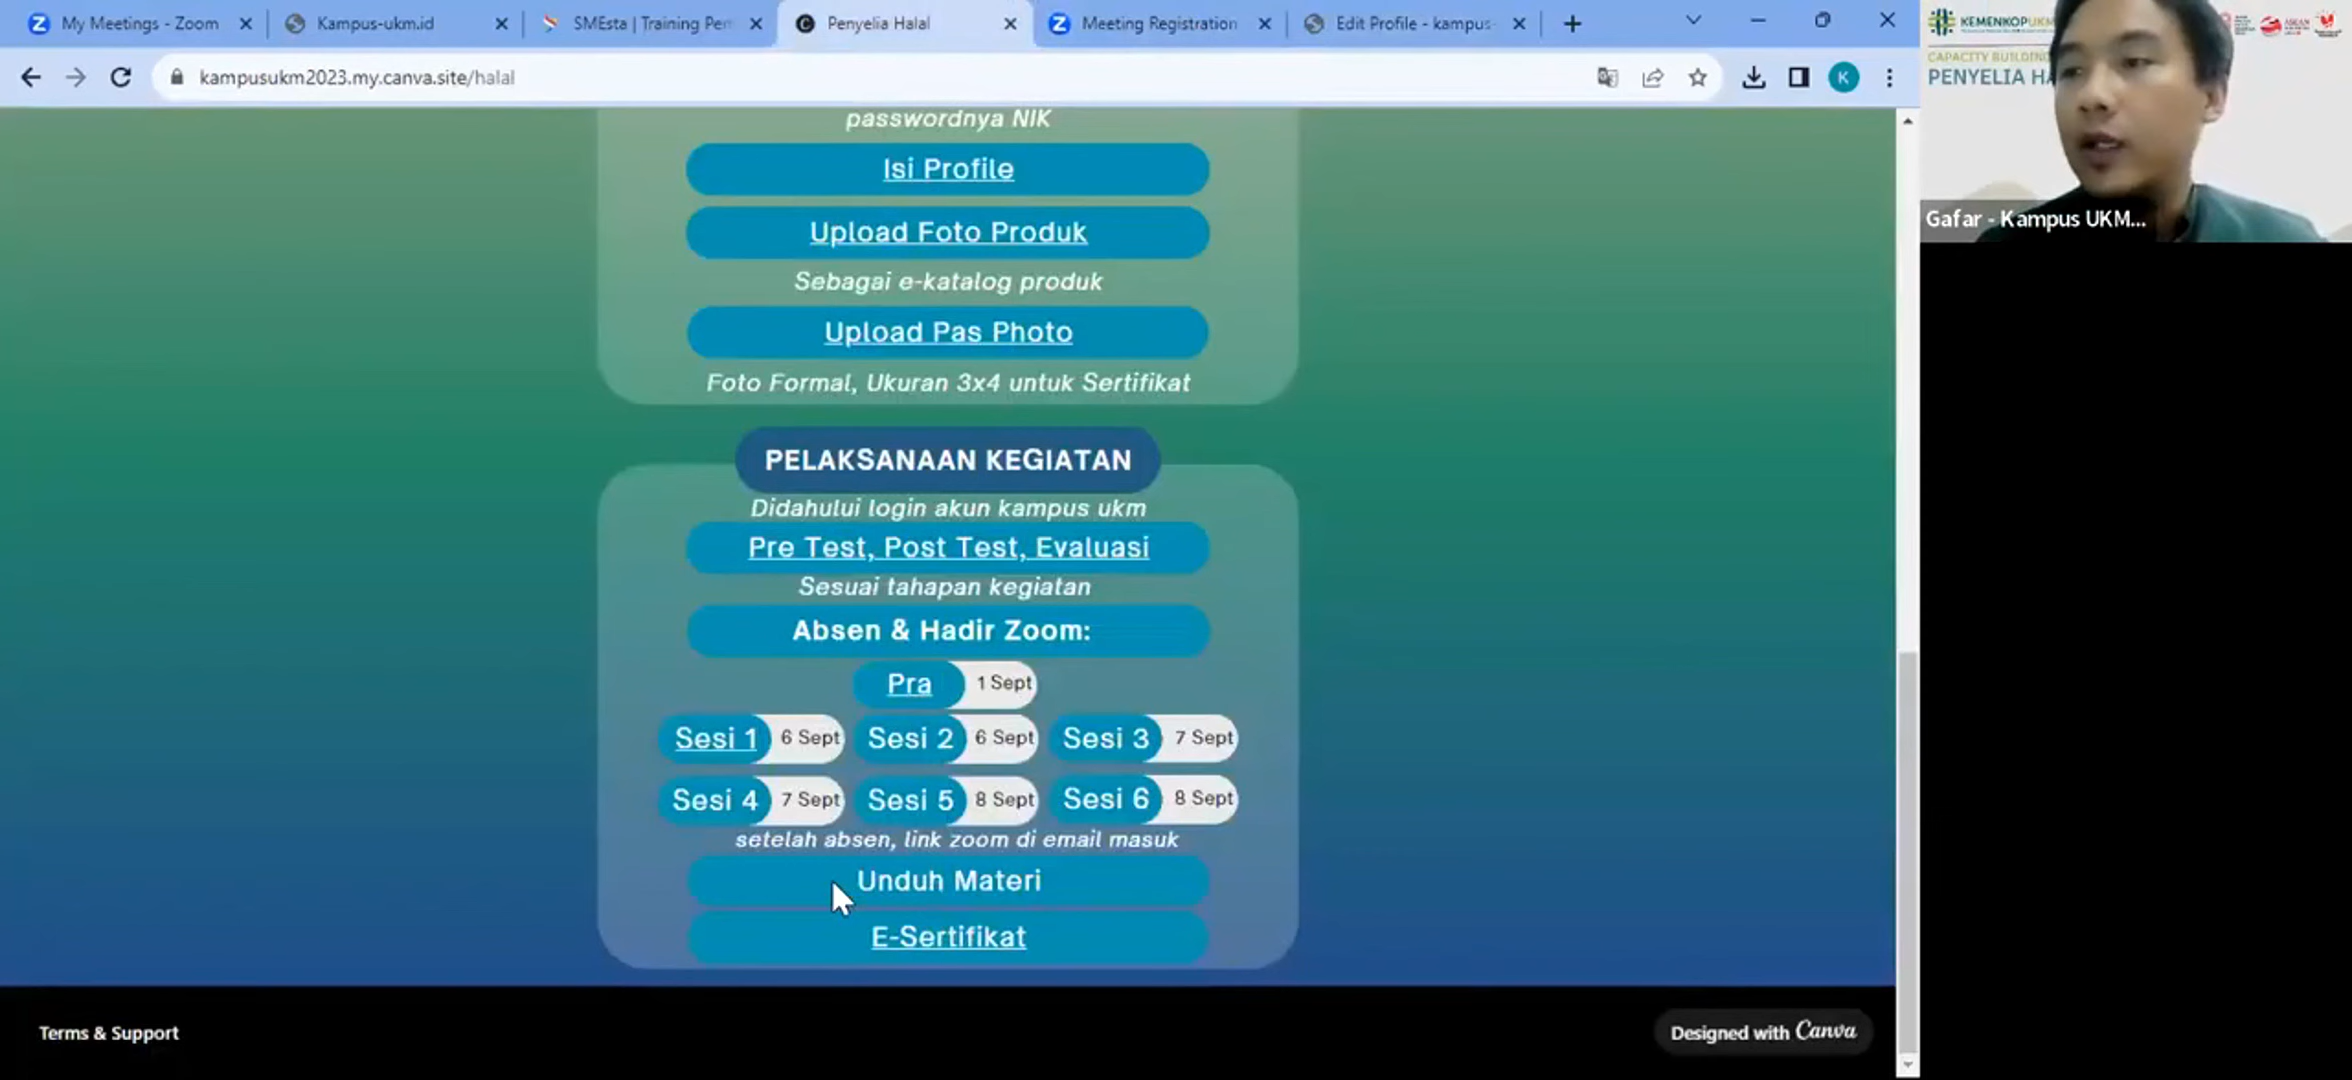 My Meetings - Zoom
Kampus-ukm.id
SMEsta | Training Pen
Penyelia Halal
Meeting Registration
Edit Profile - kampus-
kampusukm2023.my.canva.site/halal
K
KEMENKOPUKM
CAPACITY BUILDING
PENYELIA HA
Gafar - Kampus UKM...
passwordnya NIK
Isi Profile
Upload Foto Produk
Sebagai e-katalog produk
Upload Pas Photo
Foto Formal, Ukuran 3x4 untuk Sertifikat
PELAKSANAAN KEGIATAN
Didahului login akun kampus ukm
Pre Test, Post Test, Evaluasi
Sesuai tahapan kegiatan
Absen & Hadir Zoom:
Pra 1 Sept
Sesi 1 6 Sept Sesi 2 6 Sept Sesi 3 7 Sept
Sesi 4 7 Sept Sesi 5 8 Sept Sesi 6 8 Sept
setelah absen, link zoom di email masuk
Unduh Materi
E-Sertifikat
Terms & Support
Designed with Canva